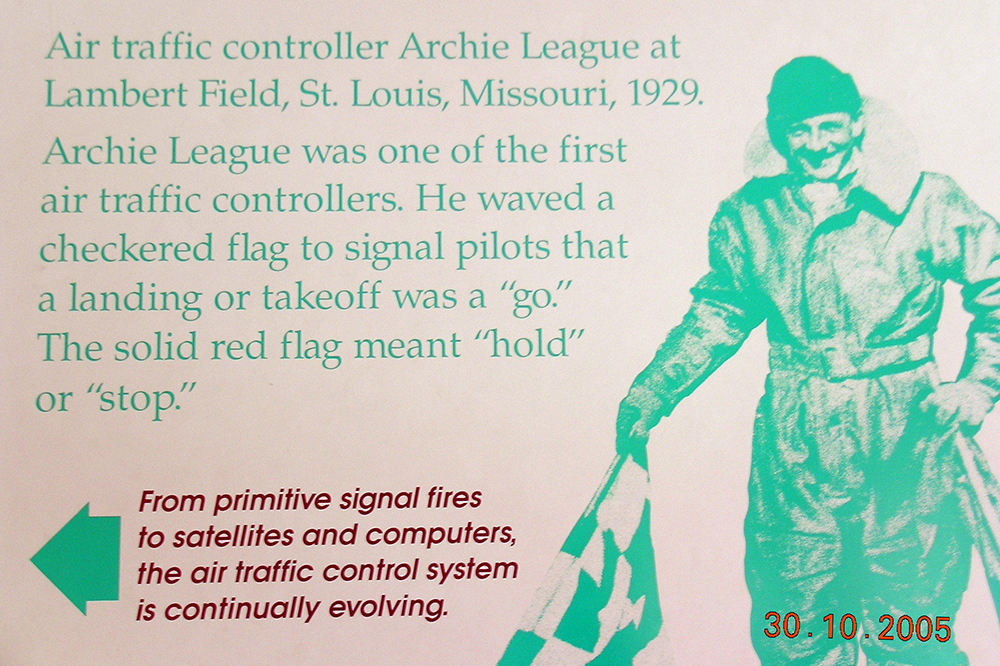 Air traffic controller Archie League at
Lambert Field, St. Louis, Missouri, 1929.
Archie League was one of the first
air traffic controllers. He waved a
checkered flag to signal pilots that
a landing or takeoff was a “go.”
The solid red flag meant “hold”
or “stop.”
From primitive signal fires
to satellites and computers,
the air traffic control system
is continually evolving.
30.10.2005